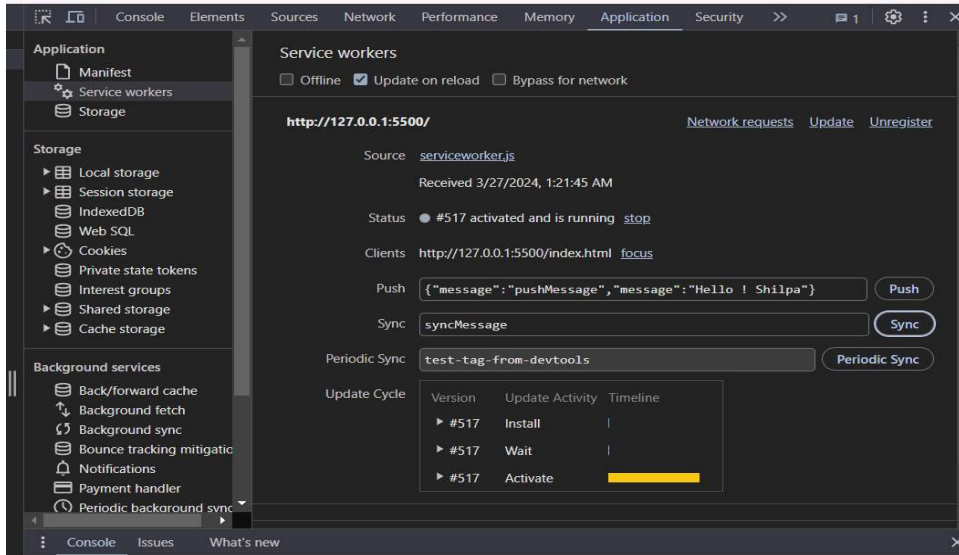 Console Elements Sources Network Performance Memory Application Security >> 1
Application
Manifest
Service workers
Storage
Storage
Local storage
Session storage
IndexedDB
Web SQL
Cookies
Private state tokens
Interest groups
Shared storage
Cache storage
Background services
Back/forward cache
Background fetch
Background sync
Bounce tracking mitigatio
Notifications
Payment handler
Periodic background sync
Service workers
Offline Update on reload Bypass for network
http://127.0.0.1:5500/ Network requests Update Unregister
Source serviceworker.js
Received 3/27/2024, 1:21:45 AM
Status #517 activated and is running stop
Clients http://127.0.0.1:5500/index.html focus
Push {"message":"pushMessage","message":"Hello ! Shilpa"} Push
Sync syncMessage Sync
Periodic Sync test-tag-from-devtools Periodic Sync
Update Cycle Version Update Activity Timeline
#517 Install
#517 Wait
#517 Activate
Console Issues What's new